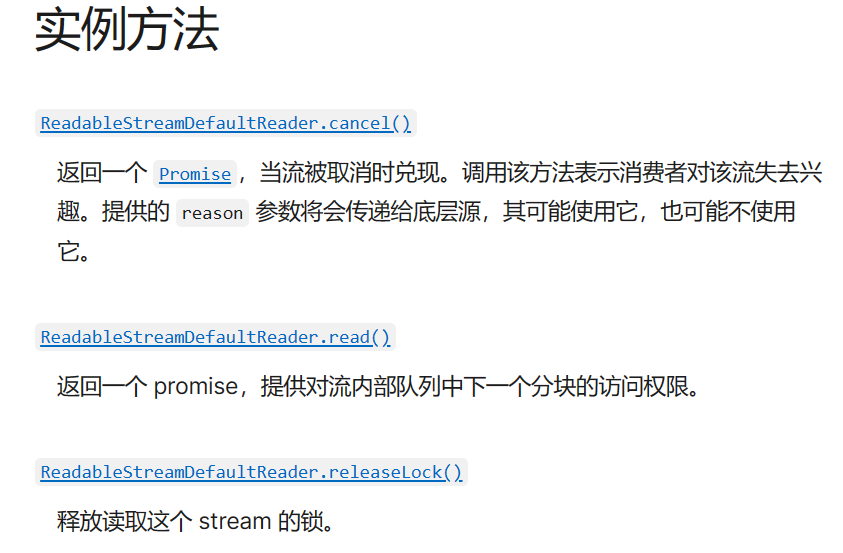 实例方法
ReadableStreamDefaultReader.cancel()
返回一个 Promise，当流被取消时兑现。调用该方法表示消费者对该流失去兴
趣。提供的 reason 参数将会传递给底层源，其可能使用它，也可能不使用
它。
ReadableStreamDefaultReader.read()
返回一个 promise，提供对流内部队列中下一个分块的访问权限。
ReadableStreamDefaultReader.releaseLock()
释放读取这个 stream 的锁。